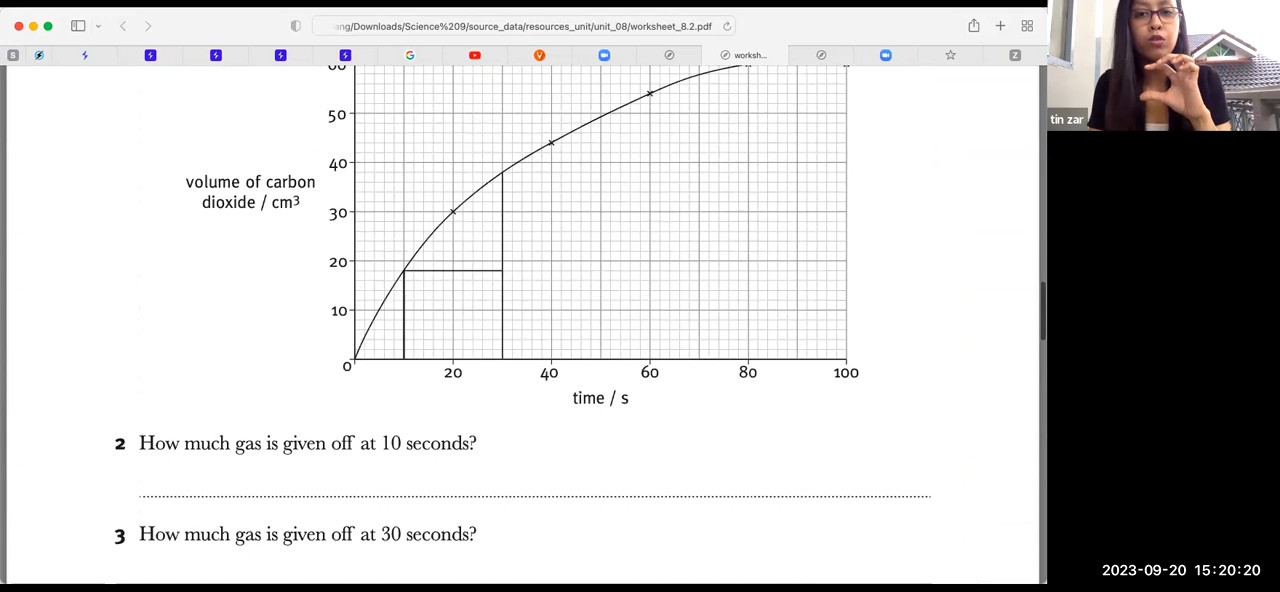 ang/Downloads/Science%209/source_data/resources_unit/unit_08/worksheet_8.2.pdf
worksh...
tin zar
60
50
40
30
20
10
0
volume of carbon
dioxide / cm³
20 40 60 80 100
time / s
2 How much gas is given off at 10 seconds?
3 How much gas is given off at 30 seconds?
2023-09-20 15:20:20